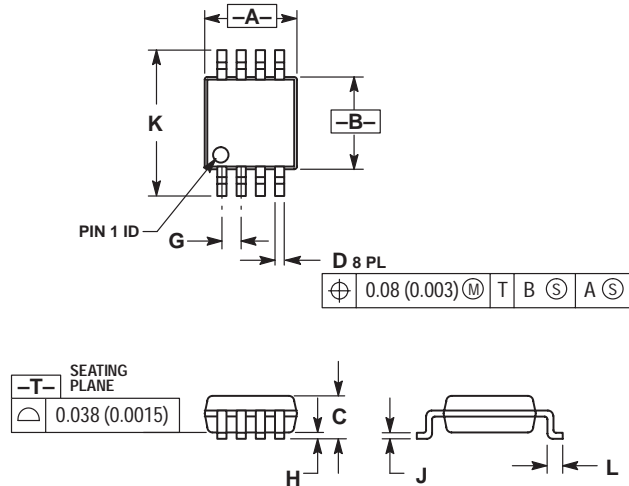 –A–
K
–B–
PIN 1 ID
G
D 8 PL
0.08 (0.003) Ⓜ T B Ⓢ A Ⓢ
–T– SEATING
PLANE
0.038 (0.0015)
C
H
J
L